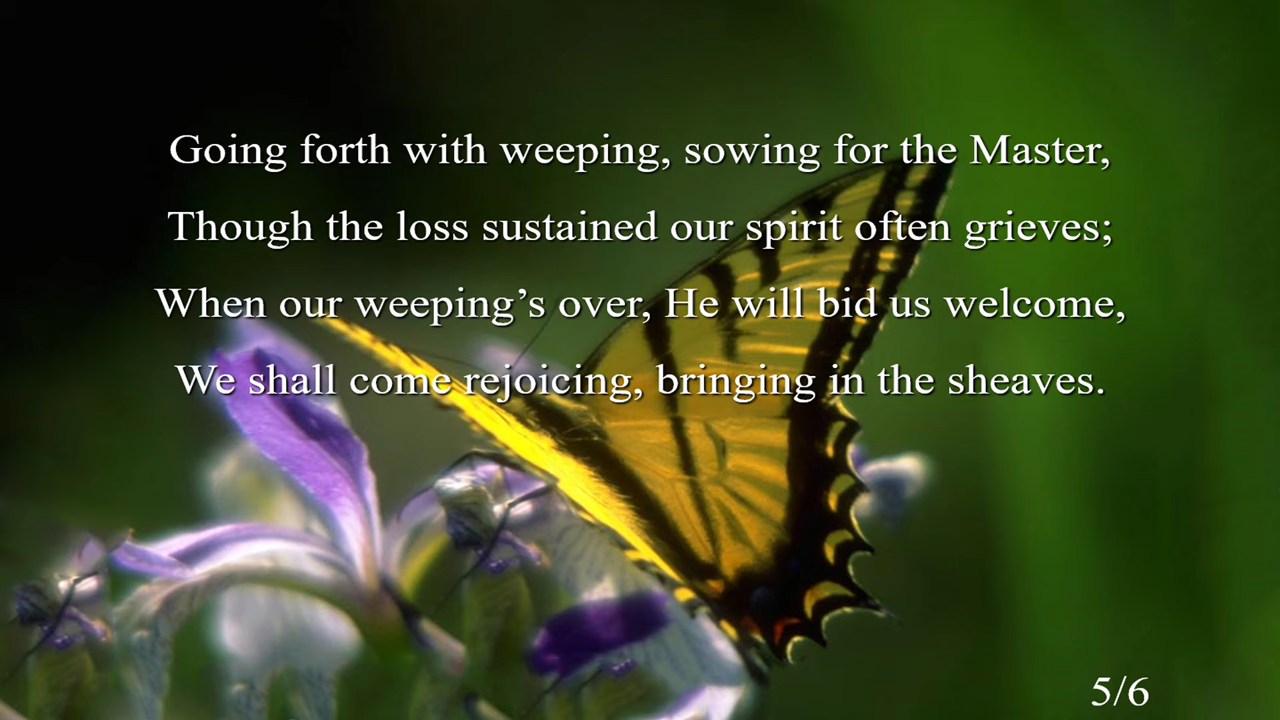 Going forth with weeping, sowing for the Master,
Though the loss sustained our spirit often grieves;
When our weeping’s over, He will bid us welcome,
We shall come rejoicing, bringing in the sheaves.
5/6